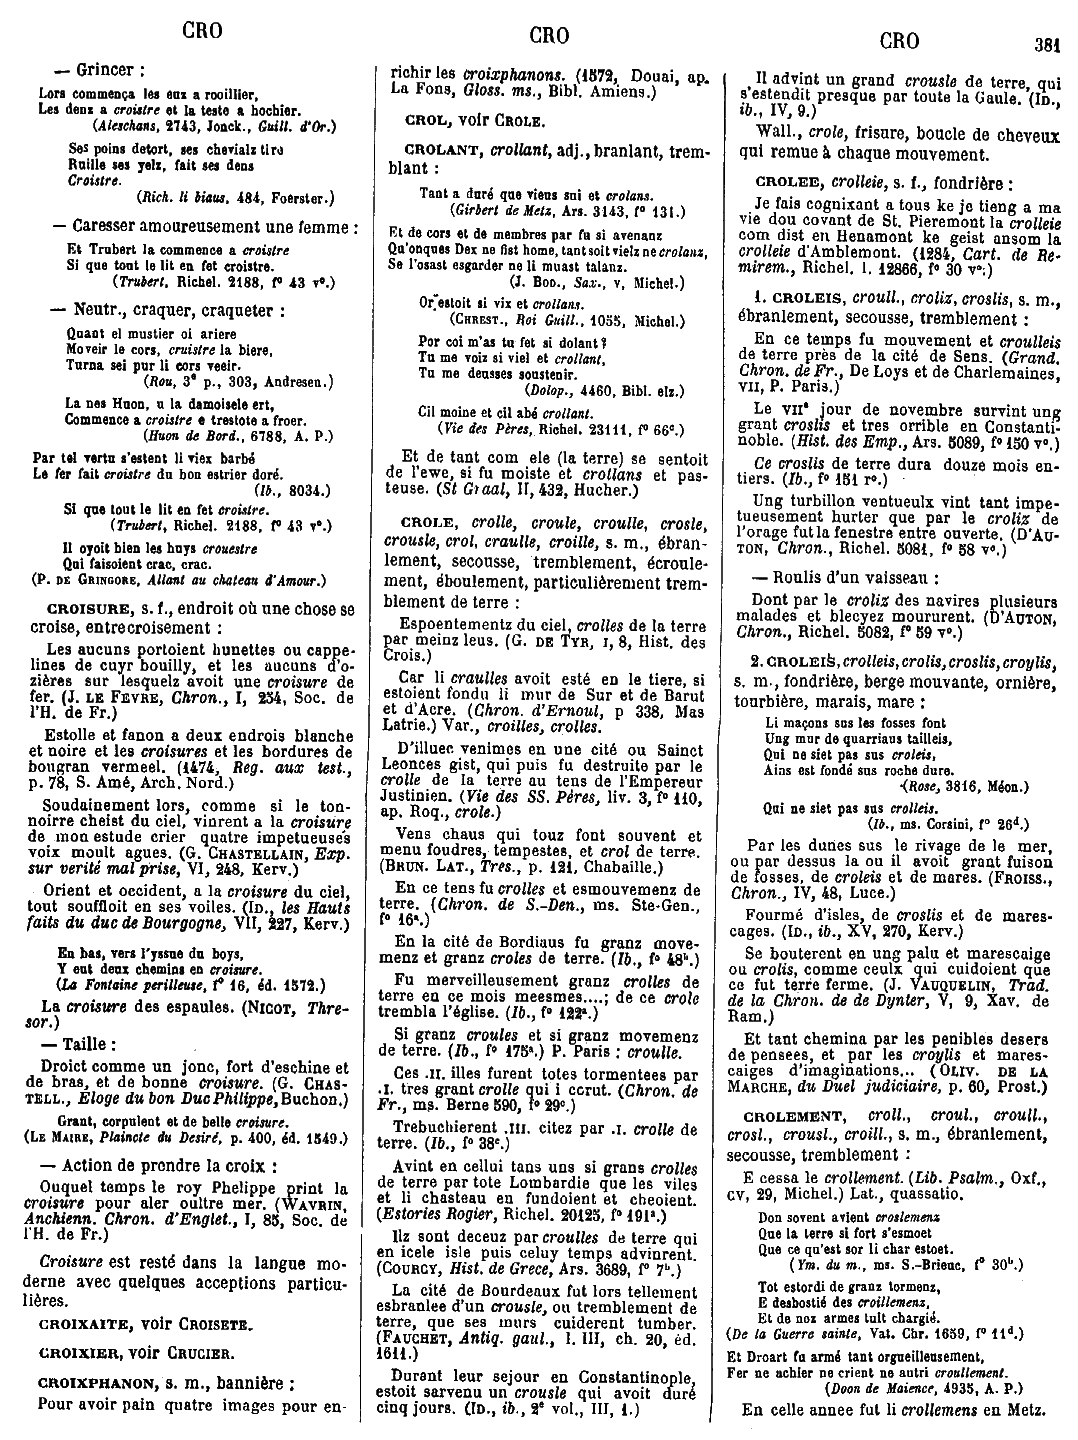 CRO
CRO
CRO
381
— Grincer :
Lors commença les eux a rooillier,
Les denz a croistre et la teste a hochier.
(Aleschans, 2743, Jonck., Guill. d'Or.)
Ses poins detort, ses chevialz tire
Ruille ses yelz, fait ses dens
Croistre.
(Rich. li biaus, 484, Foerster.)
— Caresser amoureusement une femme :
Et Trubert la commence a croistre
Si que tout le lit en fet croistre.
(Trubert, Richel. 2188, f° 43 v°.)
— Neutr., craquer, craqueter :
Quant el mustier oi ariere
Moveir le cors, cruistre la biere,
Turna sei pur li cors veeir.
(Rou, 3e p., 303, Andresen.)
La nes Huon, u la damoisele ert,
Commence a croistre e trestote a froer.
(Huon de Bord., 6788, A. P.)
Par tel vertu s'estent li viex barbé
Le fer fait croistre du bon estrier doré.
(Ib., 8034.)
Si que tout le lit en fet croistre.
(Trubert, Richel. 2188, f° 43 v°.)
Il oyoit bien les huys crouestre
Qui faisoient crac, crac.
(P. DE GRINGORE, Allant au chateau d'Amour.)
CROISURE, s. f., endroit où une chose se
croise, entrecroisement :
Les aucuns portoient hunettes ou cappe-
lines de cuyr bouilly, et les aucuns d'o-
zières sur lesquelz avoit une croisure de
fer. (J. LE FEVRE, Chron., I, 254, Soc. de
l'H. de Fr.)
Estolle et fanon a deux endrois blanche
et noire et les croisures et les bordures de
bougran vermeel. (1474, Reg. aux test.,
p. 78, S. Amé, Arch. Nord.)
Soudainement lors, comme si le ton-
noirre cheist du ciel, vinrent a la croisure
de mon estude crier quatre impetueuses
voix moult agues. (G. CHASTELLAIN, Exp.
sur verité mal prise, VI, 248, Kerv.)
Orient et occident, a la croisure du ciel,
tout souffloit en ses voiles. (ID., les Hauts
faits du duc de Bourgogne, VII, 227, Kerv.)
En bas, vers l'yssue du boys,
Y eut deux chemins en croisure.
(La Fontaine perilleuse, f° 16, éd. 1572.)
La croisure des espaules. (NICOT, Thre-
sor.)
— Taille :
Droict comme un jonc, fort d'eschine et
de bras, et de bonne croisure. (G. CHAS-
TELL., Eloge du bon Duc Philippe, Buchon.)
Grant, corpulent et de belle croisure.
(LE MAIRE, Plaincte du Desiré, p. 400, éd. 1549.)
— Action de prendre la croix :
Ouquel temps le roy Phelippe print la
croisure pour aler oultre mer. (WAVRIN,
Anchienn. Chron. d'Englet., I, 85, Soc. de
l'H. de Fr.)
Croisure est resté dans la langue mo-
derne avec quelques acceptions particu-
lières.
CROIXAITE, voir CROISETE.
CROIXIER, voir CRUCIER.
CROIXPHANON, s. m., bannière :
Pour avoir pain quatre images pour en-
richir les croixphanons. (1572, Douai, ap.
La Fons, Gloss. ms., Bibl. Amiens.)
CROL, voir CROLE.
CROLANT, crollant, adj., branlant, trem-
blant :
Tant a duré que viens sui et crolans.
(Girbert de Metz, Ars. 3143, f° 131.)
Et de cors et de membres par fu si avenanz
Qu'onques Dex ne fist home, tant soit vielz ne crolanz,
Se l'osast esgarder ne li muast talanz.
(J. BOD., Sax., V, Michel.)
Or estoit si vix et crollans.
(CHREST., Roi Guill., 1055, Michel.)
Por coi m'as tu fet si dolant?
Tu me voiz si viel et crollant,
Tu me deusses soustenir.
(Dolop., 4460, Bibl. elz.)
Cil moine et cil abé crollant.
(Vie des Pères, Richel. 23111, f° 66c.)
Et de tant com ele (la terre) se sentoit
de l'ewe, si fu moiste et crollans et pas-
teuse. (St Graal, II, 432, Hucher.)
CROLE, crolle, croule, croulle, crosle,
crousle, crol, craulle, croille, s. m., ébran-
lement, secousse, tremblement, écroule-
ment, éboulement, particulièrement trem-
blement de terre :
Espoentementz du ciel, crolles de la terre
par meinz leus. (G. DE TYR, I, 8, Hist. des
Crois.)
Car li craulles avoit esté en le tiere, si
estoient fondu li mur de Sur et de Barut
et d'Acre. (Chron. d'Ernoul, p 338, Mas
Latrie.) Var., croilles, crolles.
D'illuec venimes en une cité ou Sainct
Leonces gist, qui puis fu destruite par le
crolle de la terre au tens de l'Empereur
Justinien. (Vie des SS. Pères, liv. 3, f° 110,
ap. Roq., crole.)
Vens chaus qui touz font souvent et
menu foudres, tempestes, et crol de terre.
(BRUN. LAT., Tres., p. 121, Chabaille.)
En ce tens fu crolles et esmouvemenz de
terre. (Chron. de S.-Den., ms. Ste-Gen.,
f° 16a.)
En la cité de Bordiaus fu granz move-
menz et granz croles de terre. (Ib., f° 48b.)
Fu merveilleusement granz crolles de
terre en ce mois meesmes....; de ce crole
trembla l'église. (Ib., f° 122a.)
Si granz croules et si granz movemenz
de terre. (Ib., f° 175a.) P. Paris : croulle.
Ces .II. illes furent totes tormentees par
.I. tres grant crolle qui i corut. (Chron. de
Fr., ms. Berne 590, f° 29c.)
Trebuchierent .III. citez par .I. crolle de
terre. (Ib., f° 38c.)
Avint en cellui tans uns si grans crolles
de terre par tote Lombardie que les viles
et li chasteau en fundoient et cheoient.
(Estories Rogier, Richel. 20125, f° 191a.)
Ilz sont deceuz par croulles de terre qui
en icele isle puis celuy temps advinrent.
(COURCY, Hist. de Grece, Ars. 3689, f° 7b.)
La cité de Bourdeaux fut lors tellement
esbranlee d'un crousle, ou tremblement de
terre, que ses murs cuiderent tumber.
(FAUCHET, Antiq. gaul., l. III, ch. 20, éd.
1611.)
Durant leur sejour en Constantinople,
estoit survenu un crousle qui avoit duré
cinq jours. (ID., ib., 2e vol., III, 1.)
Il advint un grand crousle de terre, qui
s'estendit presque par toute la Gaule. (ID.,
ib., IV, 9.)
Wall., crole, frisure, boucle de cheveux
qui remue à chaque mouvement.
CROLEE, crolleie, s. f., fondrière :
Je fais cognixant a tous ke je tieng a ma
vie dou covant de St. Pieremont la crolleie
com dist en Henamont ke geist ansom la
crolleie d'Amblemont. (1284, Cart. de Re-
mirem., Richel. l. 12866, f° 30 v°.)
1. CROLEIS, croull., croliz, croslis, s. m.,
ébranlement, secousse, tremblement :
En ce temps fu mouvement et croulleis
de terre près de la cité de Sens. (Grand.
Chron. de Fr., De Loys et de Charlemaines,
VII, P. Paris.)
Le VIIe jour de novembre survint ung
grant croslis et tres orrible en Constanti-
noble. (Hist. des Emp., Ars. 5089, f° 150 v°.)
Ce croslis de terre dura douze mois en-
tiers. (Ib., f° 151 r°.)
Ung turbillon ventueulx vint tant impe-
tueusement hurter que par le croliz de
l'orage fut la fenestre entre ouverte. (D'AU-
TON, Chron., Richel. 5081, f° 58 v°.)
— Roulis d'un vaisseau :
Dont par le croliz des navires plusieurs
malades et blecyez moururent. (D'AUTON,
Chron., Richel. 5082, f° 59 v°.)
2. CROLEIS, crolleis, crolis, croslis, croylis,
s. m., fondrière, berge mouvante, ornière,
tourbière, marais, mare :
Li maçons sus les fosses font
Ung mur de quarriaus tailleis,
Qui ne siet pas sus croleis,
Ains est fondé sus roche dure.
(Rose, 3816, Méon.)
Qui ne siet pas sus crolleis.
(Ib., ms. Corsini, f° 26d.)
Par les dunes sus le rivage de le mer,
ou par dessus la ou il avoit grant fuison
de fosses, de croleis et de mares. (FROISS.,
Chron., IV, 48, Luce.)
Fourmé d'isles, de croslis et de mares-
cages. (ID., ib., XV, 270, Kerv.)
Se bouterent en ung palu et marescaige
ou crolis, comme ceulx qui cuidoient que
ce fut terre ferme. (J. VAUQUELIN, Trad.
de la Chron. de de Dynter, V, 9, Xav. de
Ram.)
Et tant chemina par les penibles desers
de pensees, et par les croylis et mares-
caiges d'imaginations... (OLIV. DE LA
MARCHE, du Duel judiciaire, p. 60, Prost.)
CROLEMENT, croll., croul., croull.,
crosl., crousl., croill., s. m., ébranlement,
secousse, tremblement :
E cessa le crollement. (Lib. Psalm., Oxf.,
CV, 29, Michel.) Lat., quassatio.
Don sovent avient croslemenz
Que la terre si fort s'esmoet
Que ce qu'est sor li char estoet.
(Ym. du m., ms. S.-Brieuc, f° 30b.)
Tot estordi de granz tormenz,
E desbostié des croillemenz,
Et de noz armes tuit chargié.
(De la Guerre sainte, Vat. Chr. 1659, f° 11d.)
Et Droart fu armé tant orgueilleusement,
Fer ne achier ne crient ne autri croullement.
(Doon de Maience, 4935, A. P.)
En celle annee fut li crollemens en Metz.